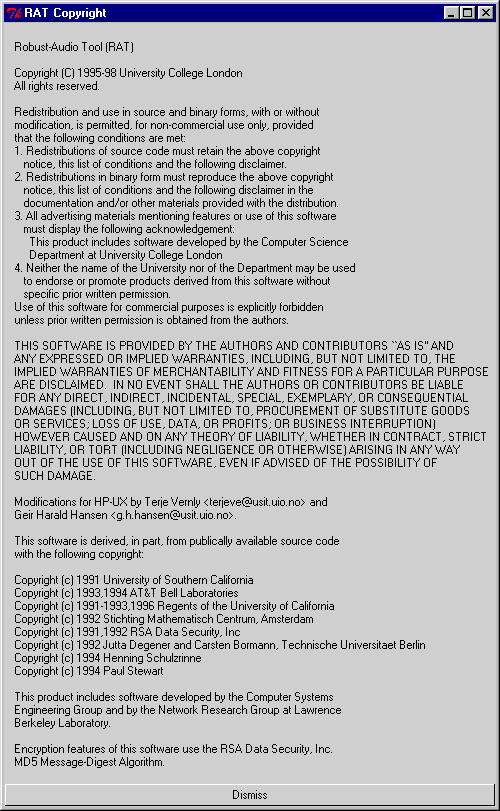 RAT Copyright
Robust-Audio Tool (RAT)
Copyright (C) 1995-98 University College London
All rights reserved.
Redistribution and use in source and binary forms, with or without
modification, is permitted, for non-commercial use only, provided
that the following conditions are met:
1. Redistributions of source code must retain the above copyright
notice, this list of conditions and the following disclaimer.
2. Redistributions in binary form must reproduce the above copyright
notice, this list of conditions and the following disclaimer in the
documentation and/or other materials provided with the distribution.
3. All advertising materials mentioning features or use of this software
must display the following acknowledgement:
This product includes software developed by the Computer Science
Department at University College London
4. Neither the name of the University nor of the Department may be used
to endorse or promote products derived from this software without
specific prior written permission.
Use of this software for commercial purposes is explicitly forbidden
unless prior written permission is obtained from the authors.
THIS SOFTWARE IS PROVIDED BY THE AUTHORS AND CONTRIBUTORS ``AS IS'' AND
ANY EXPRESSED OR IMPLIED WARRANTIES, INCLUDING, BUT NOT LIMITED TO, THE
IMPLIED WARRANTIES OF MERCHANTABILITY AND FITNESS FOR A PARTICULAR PURPOSE
ARE DISCLAIMED.  IN NO EVENT SHALL THE AUTHORS OR CONTRIBUTORS BE LIABLE
FOR ANY DIRECT, INDIRECT, INCIDENTAL, SPECIAL, EXEMPLARY, OR CONSEQUENTIAL
DAMAGES (INCLUDING, BUT NOT LIMITED TO, PROCUREMENT OF SUBSTITUTE GOODS
OR SERVICES; LOSS OF USE, DATA, OR PROFITS; OR BUSINESS INTERRUPTION)
HOWEVER CAUSED AND ON ANY THEORY OF LIABILITY, WHETHER IN CONTRACT, STRICT
LIABILITY, OR TORT (INCLUDING NEGLIGENCE OR OTHERWISE) ARISING IN ANY WAY
OUT OF THE USE OF THIS SOFTWARE, EVEN IF ADVISED OF THE POSSIBILITY OF
SUCH DAMAGE.
Modifications for HP-UX by Terje Vernly <terjeve@usit.uio.no> and
Geir Harald Hansen <g.h.hansen@usit.uio.no>.
This software is derived, in part, from publically available source code
with the following copyright:
Copyright (c) 1991 University of Southern California
Copyright (c) 1993,1994 AT&T Bell Laboratories
Copyright (c) 1991-1993,1996 Regents of the University of California
Copyright (c) 1992 Stichting Mathematisch Centrum, Amsterdam
Copyright (c) 1991,1992 RSA Data Security, Inc
Copyright (c) 1992 Jutta Degener and Carsten Bormann, Technische Universitaet Berlin
Copyright (c) 1994 Henning Schulzrinne
Copyright (c) 1994 Paul Stewart
This product includes software developed by the Computer Systems
Engineering Group and by the Network Research Group at Lawrence
Berkeley Laboratory.
Encryption features of this software use the RSA Data Security, Inc.
MD5 Message-Digest Algorithm.
Dismiss